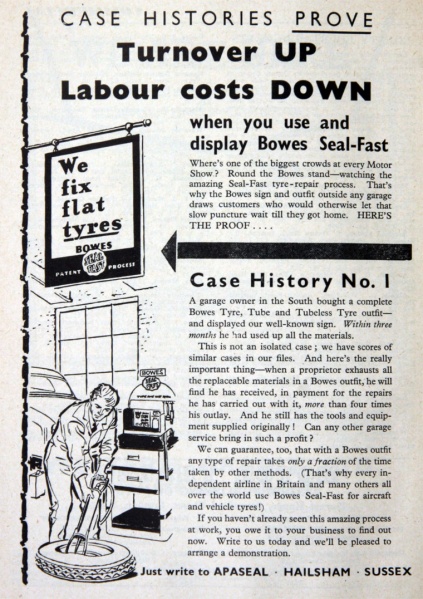 CASE HISTORIES PROVE
Turnover UP
Labour costs DOWN
when you use and
display Bowes Seal-Fast
Where's one of the biggest crowds at every Motor
Show? Round the Bowes stand—watching the
amazing Seal-Fast tyre-repair process. That's
why the Bowes sign and outfit outside any garage
draws customers who would otherwise let that
slow puncture wait till they got home. HERE'S
THE PROOF . . . .
We
fix
flat
tyres
BOWES
SEAL
FAST
PATENT PROCESS
Case History No. 1
A garage owner in the South bought a complete
Bowes Tyre, Tube and Tubeless Tyre outfit—
and displayed our well-known sign. Within three
months he had used up all the materials.
This is not an isolated case; we have scores of
similar cases in our files. And here's the really
important thing—when a proprietor exhausts all
the replaceable materials in a Bowes outfit, he will
find he has received, in payment for the repairs
he has carried out with it, more than four times
his outlay. And he still has the tools and equip-
ment supplied originally! Can any other garage
service bring in such a profit?
We can guarantee, too, that with a Bowes outfit
any type of repair takes only a fraction of the time
taken by other methods. (That's why every in-
dependent airline in Britain and many others all
over the world use Bowes Seal-Fast for aircraft
and vehicle tyres!)
If you haven't already seen this amazing process
at work, you owe it to your business to find out
now. Write to us today and we'll be pleased to
arrange a demonstration.
BOWES
SEAL
FAST
Just write to APASEAL · HAILSHAM · SUSSEX